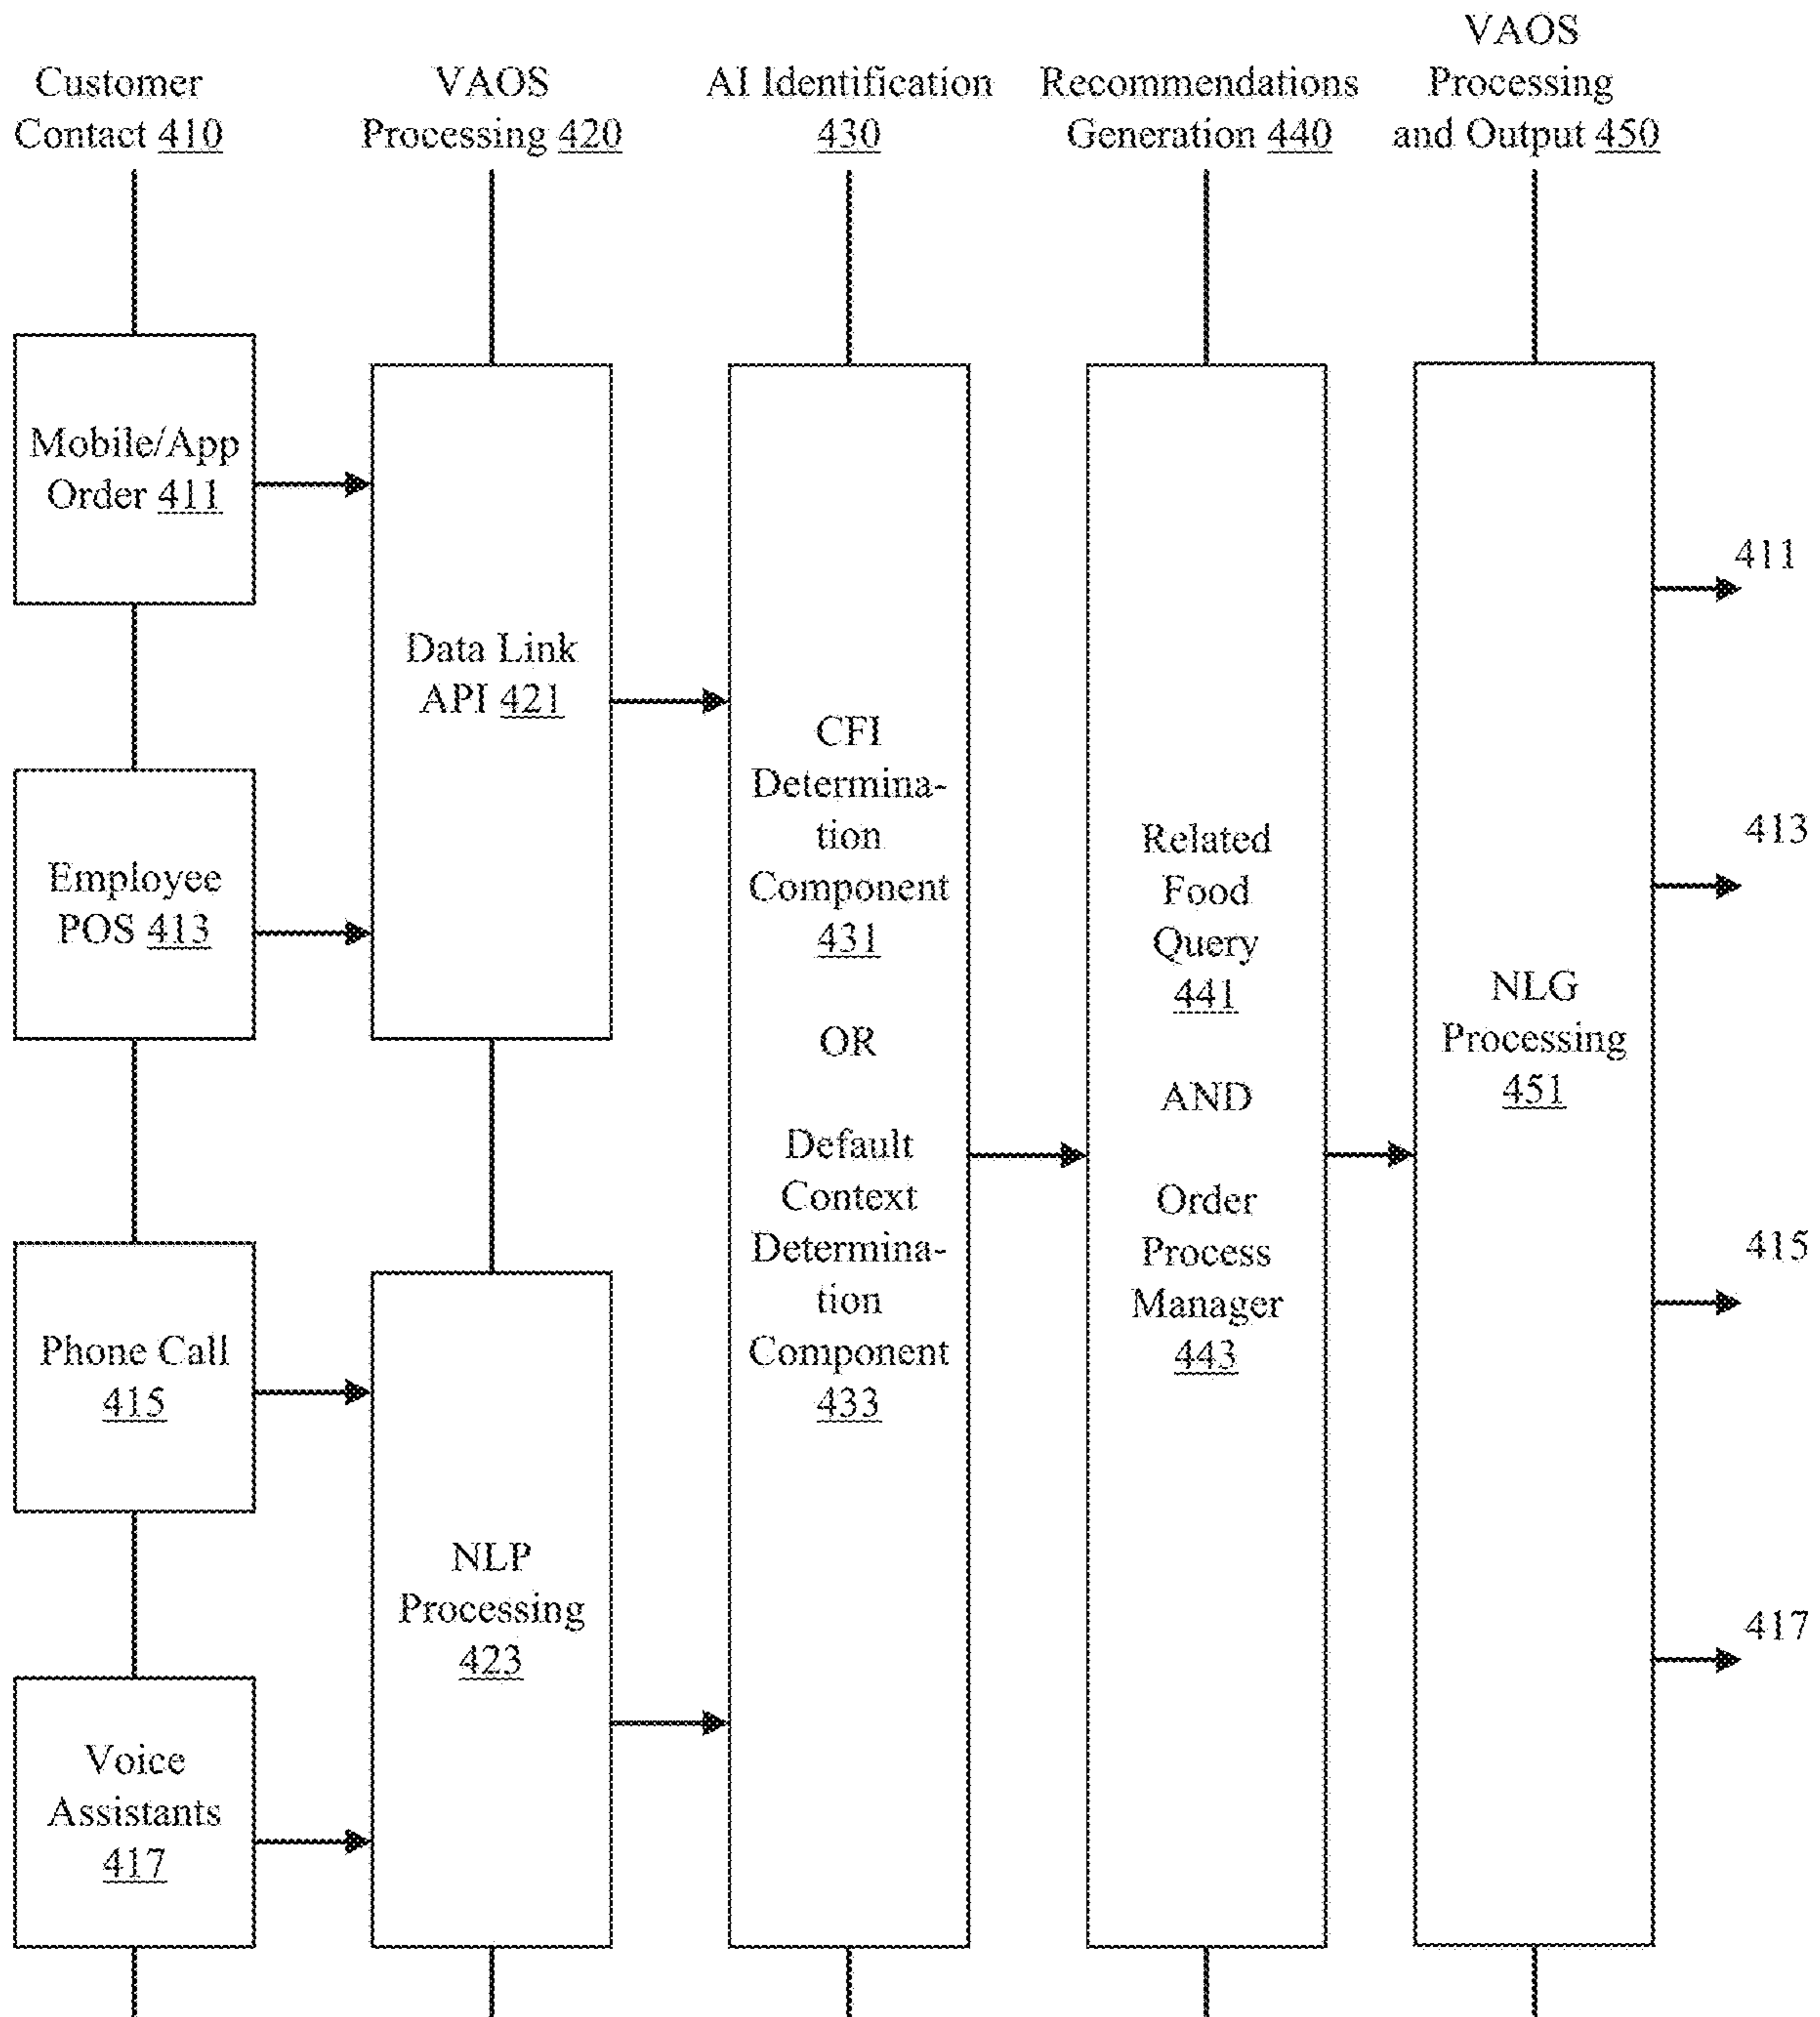 Customer
Contact 410
VAOS
Processing 420
AI Identification
430
Recommendations
Generation 440
VAOS
Processing
and Output 450
Mobile/App
Order 411
Employee
POS 413
Phone Call
415
Voice
Assistants
417
Data Link
API 421
NLP
Processing
423
CFI
Determina-
tion
Component
431
OR
Default
Context
Determina-
tion
Component
433
Related
Food
Query
441
AND
Order
Process
Manager
443
NLG
Processing
451
411
413
415
417